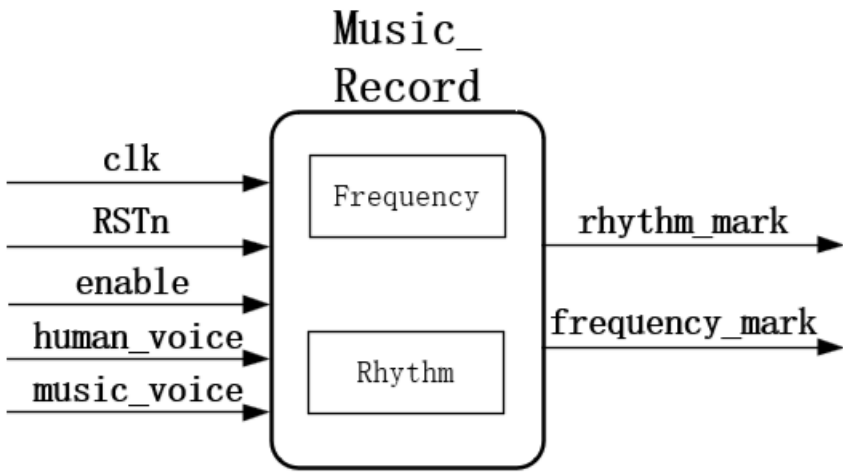 Music_
Record
clk
RSTn
enable
human_voice
music_voice
Frequency
Rhythm
rhythm_mark
frequency_mark